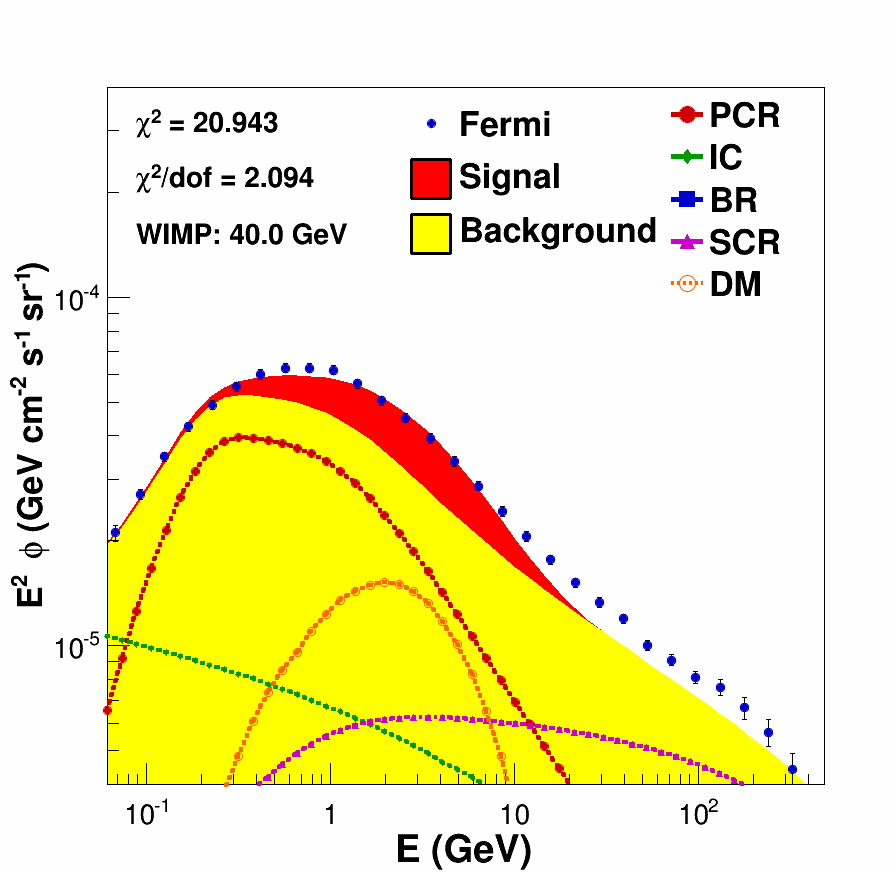 χ² = 20.943
χ²/dof = 2.094
WIMP: 40.0 GeV
Fermi
Signal
Background
PCR
IC
BR
SCR
DM
E² ϕ (GeV cm⁻² s⁻¹ sr⁻¹)
10⁻⁴
10⁻⁵
10⁻¹
1
10
10²
E (GeV)